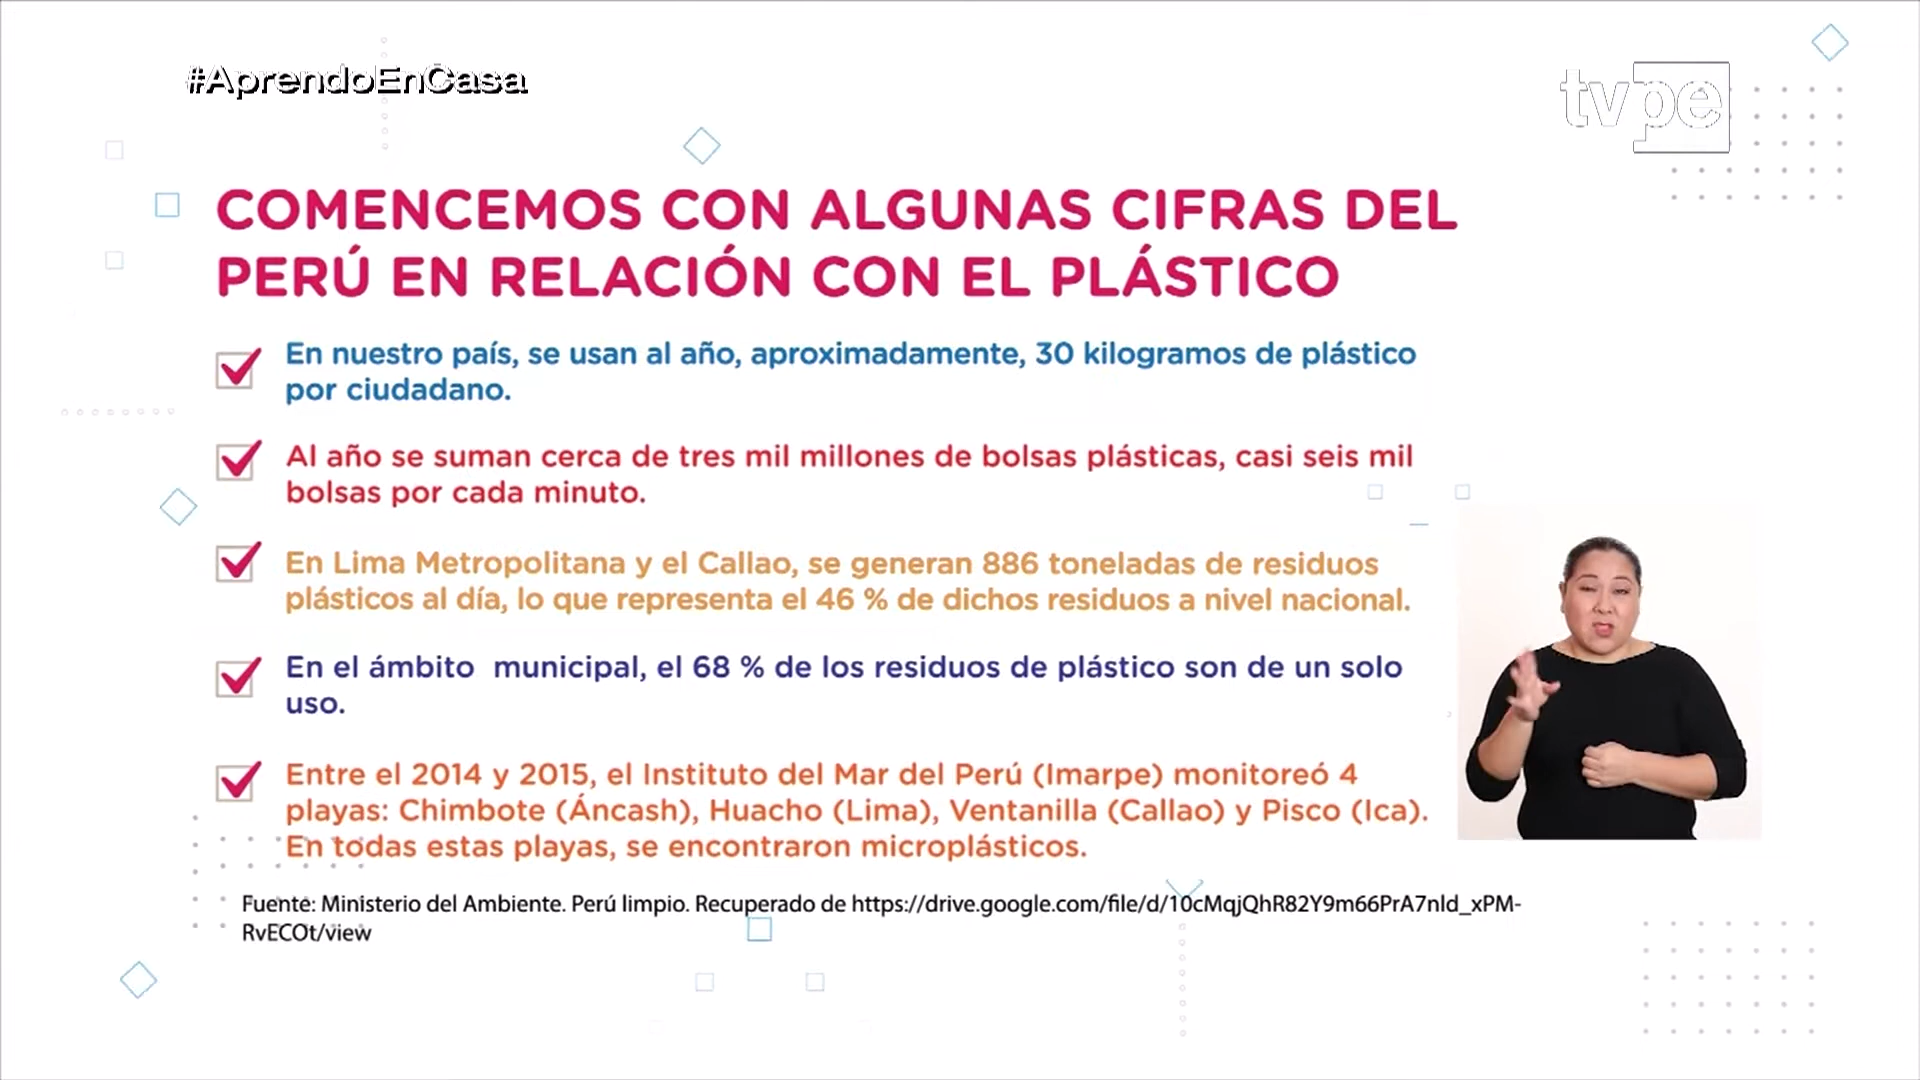 #AprendoEnCasa
tvpe
COMENCEMOS CON ALGUNAS CIFRAS DEL
PERÚ EN RELACIÓN CON EL PLÁSTICO
En nuestro país, se usan al año, aproximadamente, 30 kilogramos de plástico
por ciudadano.
Al año se suman cerca de tres mil millones de bolsas plásticas, casi seis mil
bolsas por cada minuto.
En Lima Metropolitana y el Callao, se generan 886 toneladas de residuos
plásticos al día, lo que representa el 46 % de dichos residuos a nivel nacional.
En el ámbito  municipal, el 68 % de los residuos de plástico son de un solo
uso.
Entre el 2014 y 2015, el Instituto del Mar del Perú (Imarpe) monitoreó 4
playas: Chimbote (Áncash), Huacho (Lima), Ventanilla (Callao) y Pisco (Ica).
En todas estas playas, se encontraron microplásticos.
Fuente: Ministerio del Ambiente. Perú limpio. Recuperado de https://drive.google.com/file/d/10cMqjQhR82Y9m66PrA7nld_xPM-
RvECOt/view